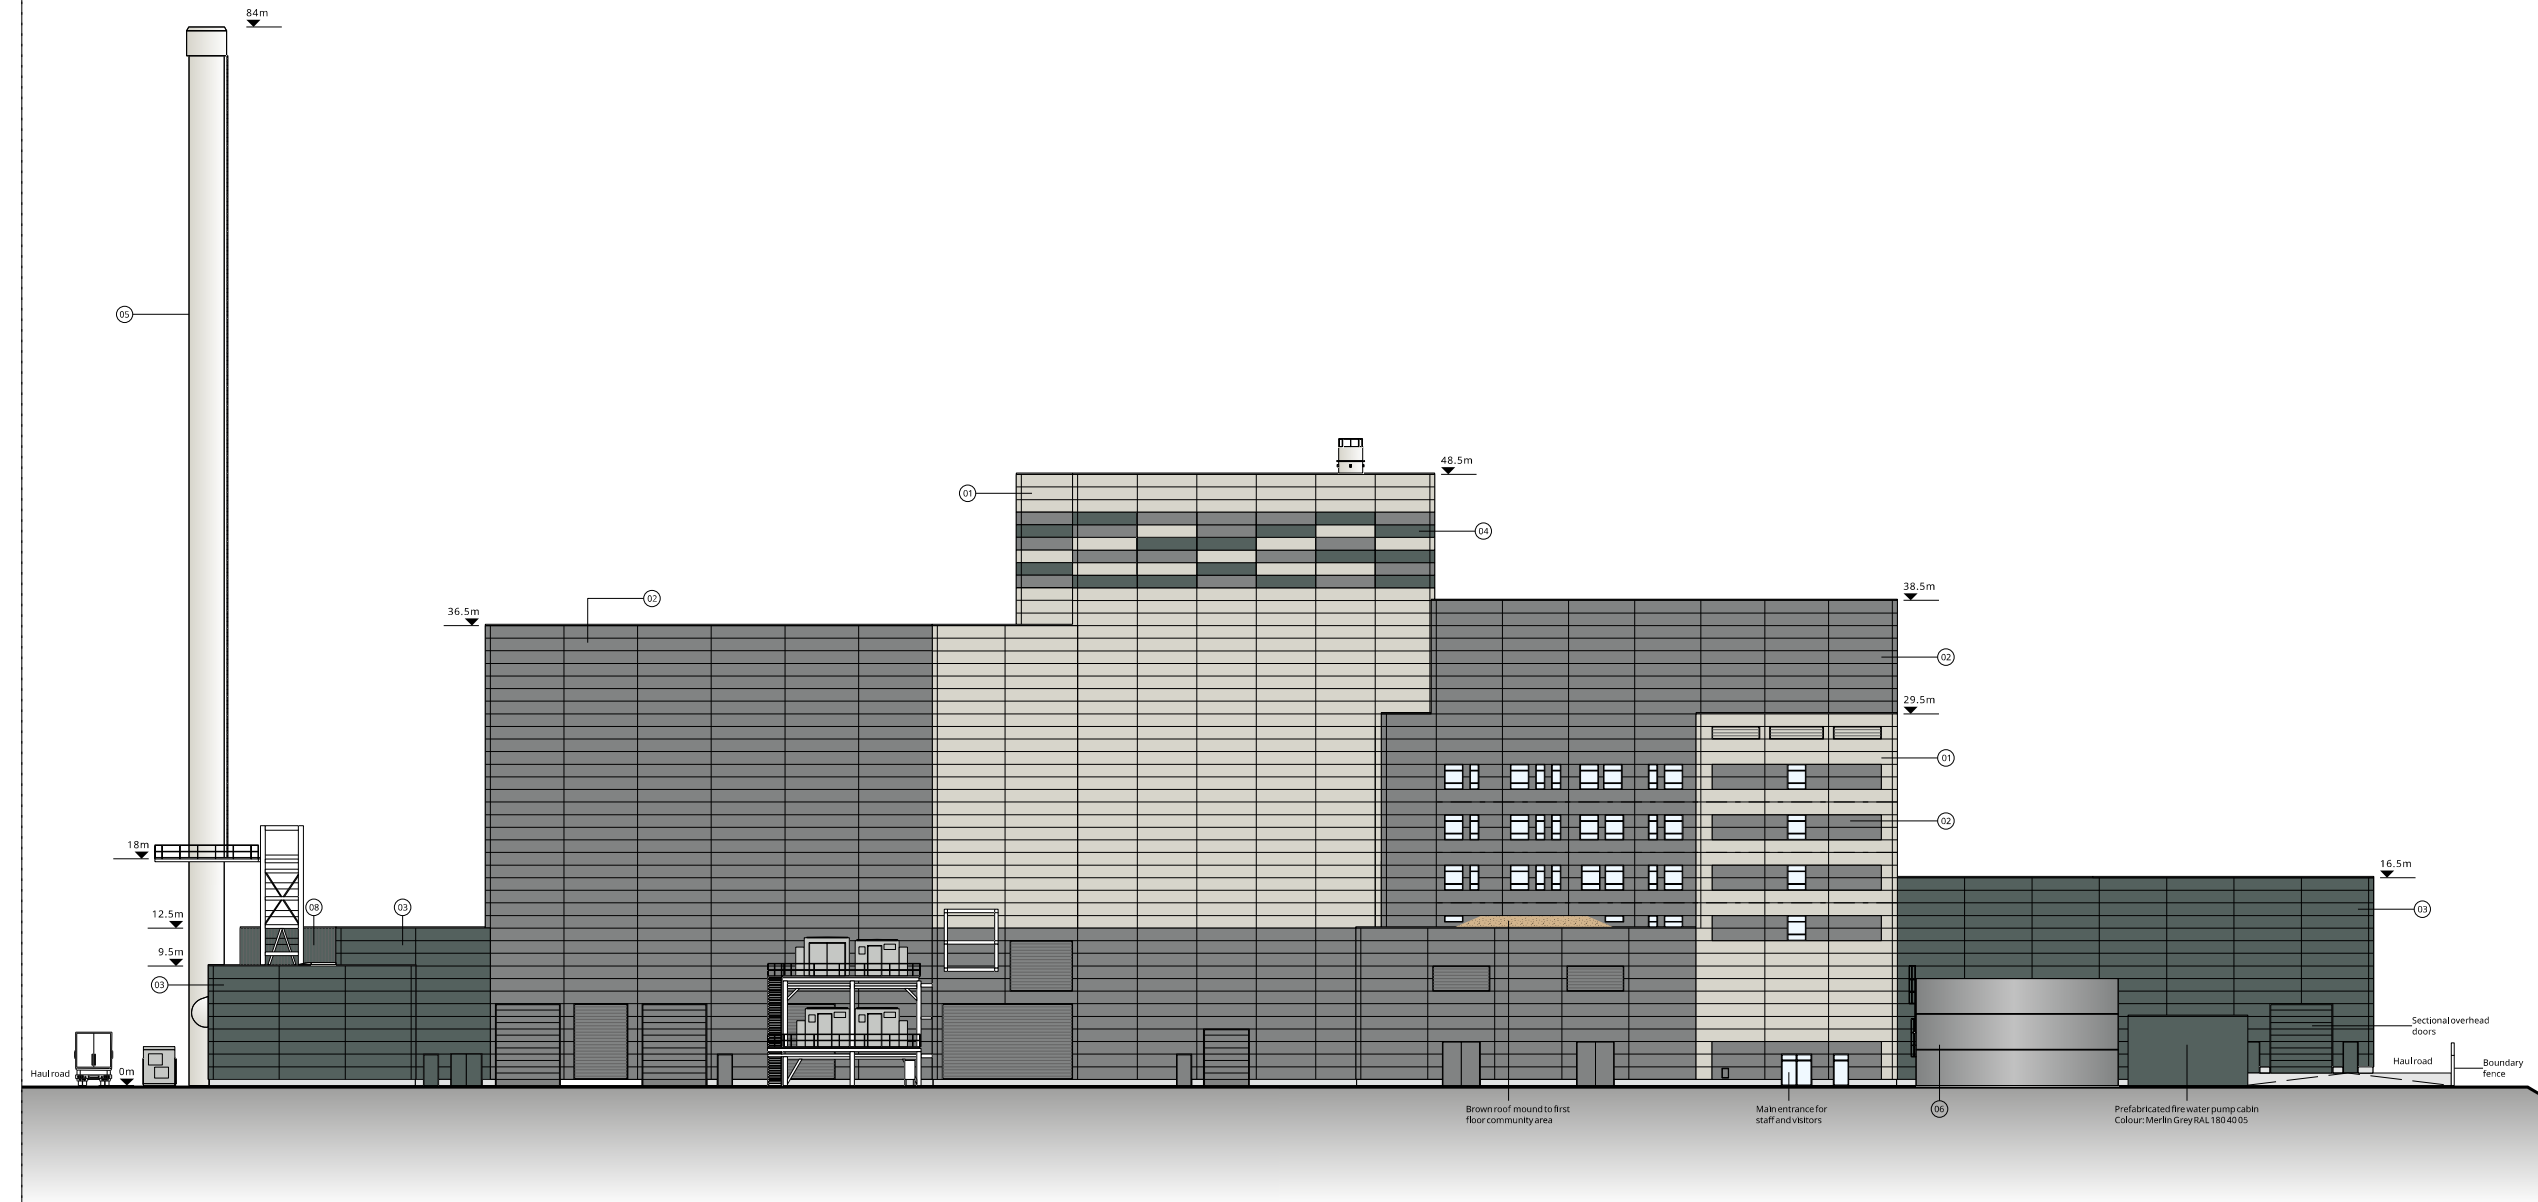 84m
05
48.5m
01
04
38.5m
02
36.5m
02
29.5m
01
02
18m
16.5m
08
03
03
12.5m
9.5m
03
Sectional overhead
doors
Haul road
0m
Haul road
Boundary
fence
Brown roof mound to first
floor community area
Main entrance for
staff and visitors
06
Prefabricated fire water pump cabin
Colour: Merlin Grey RAL 180 40 05